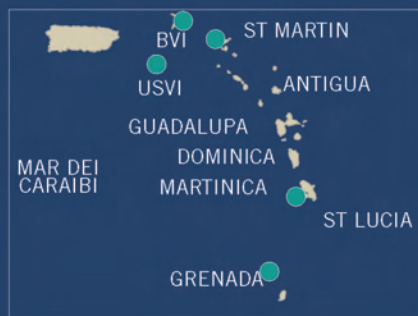 BVI
ST MARTIN
USVI
ANTIGUA
GUADALUPA
DOMINICA
MAR DEI
CARAIBI
MARTINICA
ST LUCIA
GRENADA